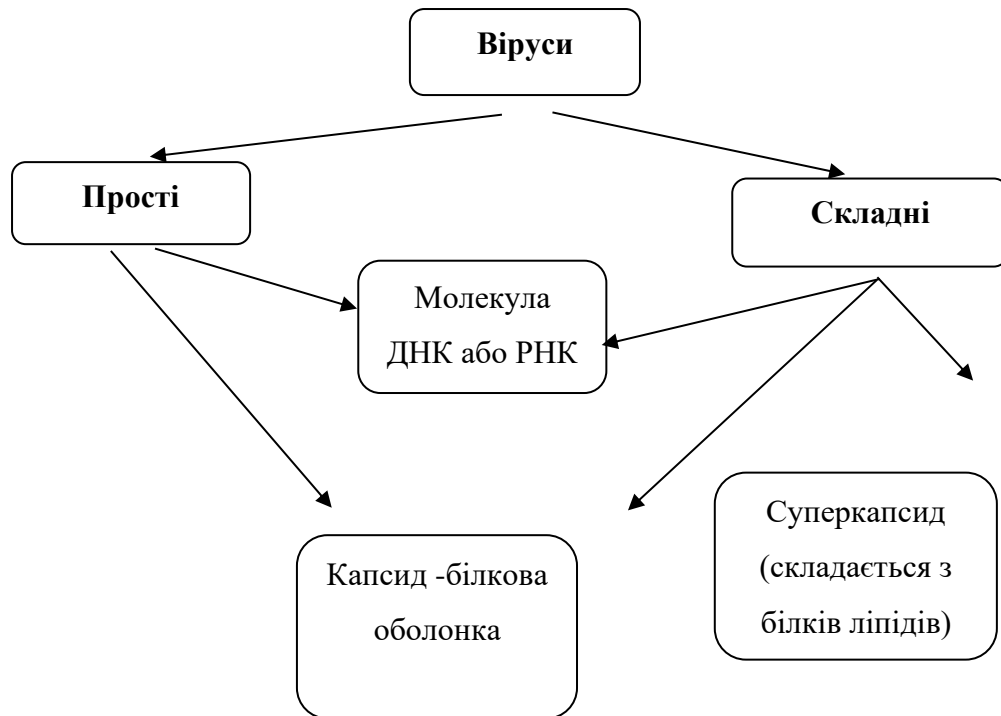 Віруси
Прості
Складні
Молекула
ДНК або РНК
Капсид -білкова
оболонка
Суперкапсид
(складається з
білків ліпідів)